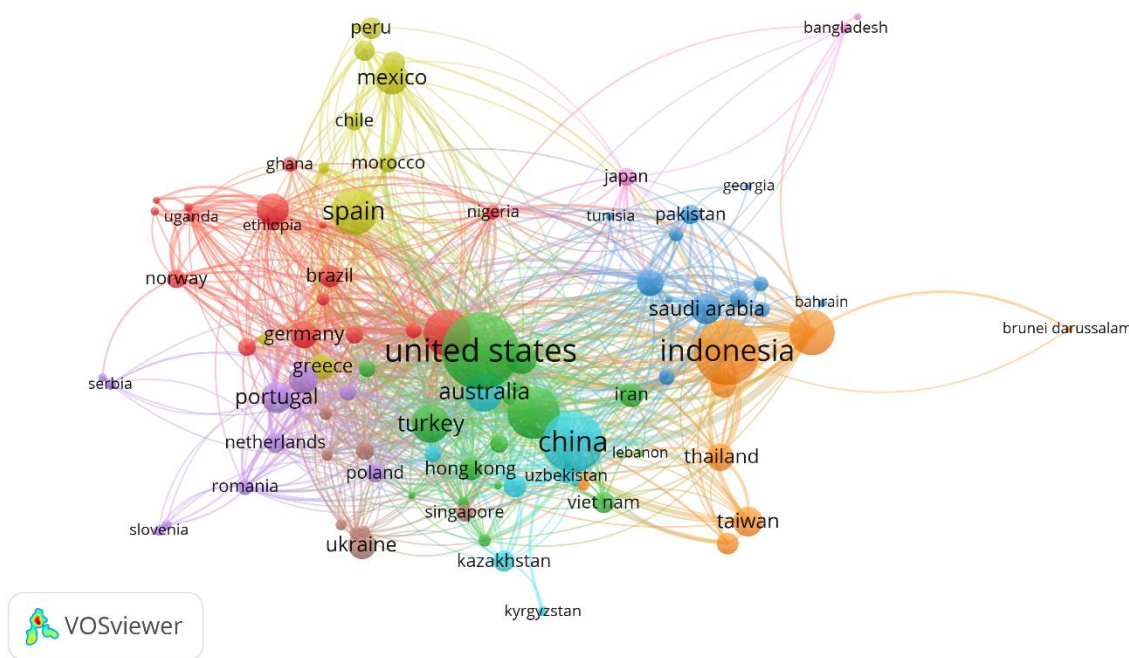 bangladesh
peru
mexico
chile
ghana
morocco
japan
georgia
uganda
ethiopia
spain
nigeria
tunisia
pakistan
norway
brazil
saudi arabia
bahrain
brunei darussalam
germany
united states
indonesia
greece
serbia
portugal
australia
iran
turkey
netherlands
china
lebanon
thailand
poland
hong kong
uzbekistan
romania
viet nam
singapore
taiwan
slovenia
ukraine
kazakhstan
kyrgyzstan
VOSviewer